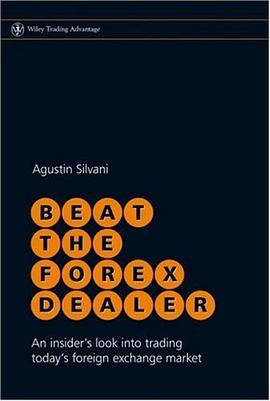 Wiley Trading Advantage
Agustin Silvani
BEAT
THE
FOREX
DEALER
An insider's look into trading
today's foreign exchange market